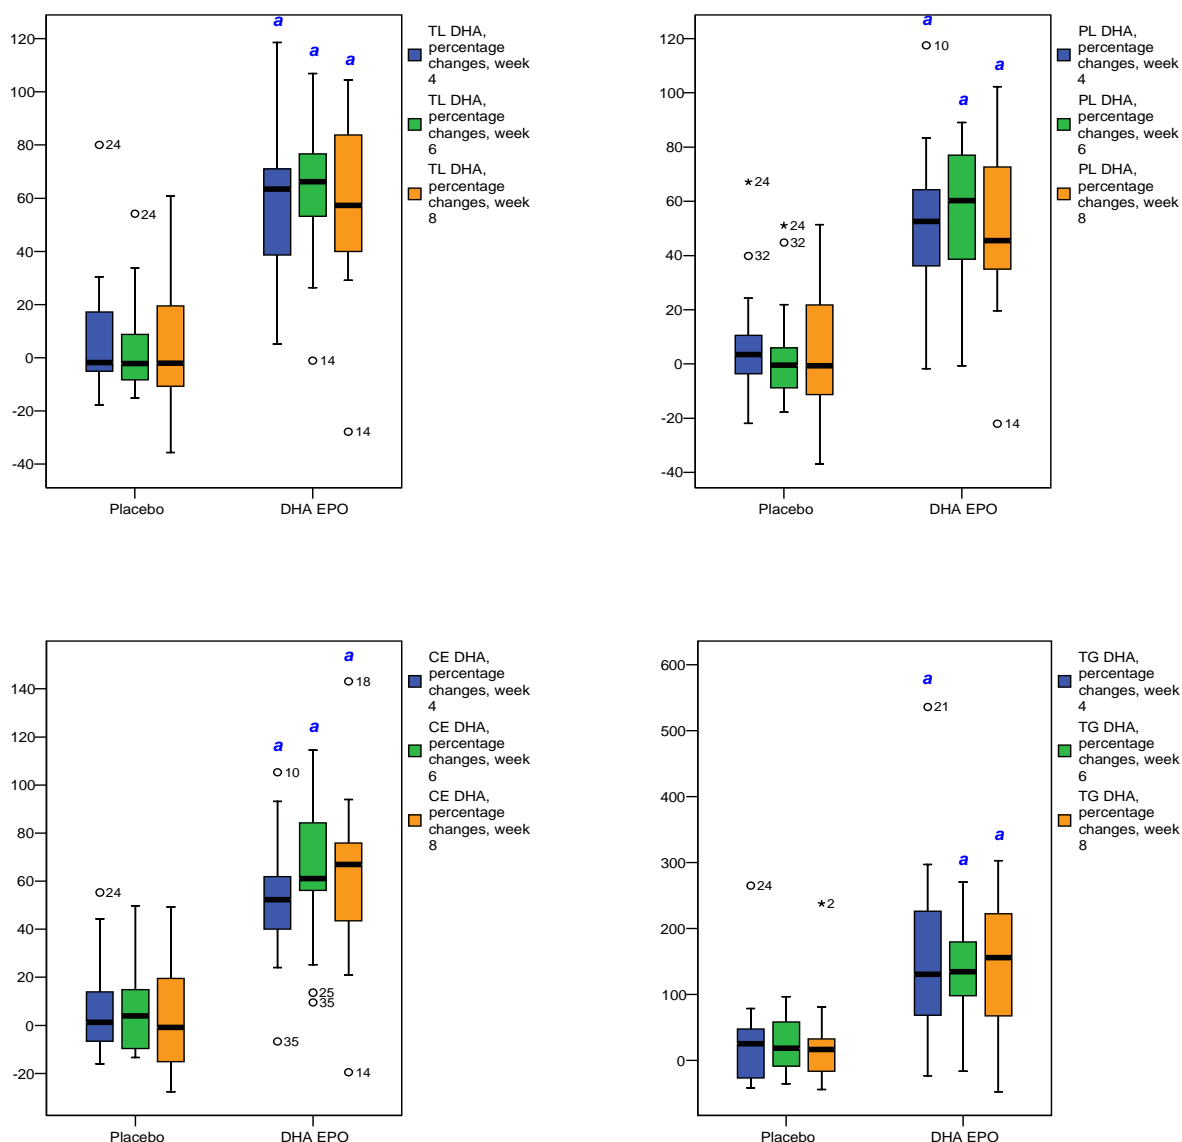 a
a
a
120
100
80
60
40
20
0
-20
-40
24
24
14
14
Placebo
DHA EPO
TL DHA,
percentage
changes, week
4
TL DHA,
percentage
changes, week
6
TL DHA,
percentage
changes, week
8
a
a
a
120
100
80
60
40
20
0
-20
-40
24
32
24
32
10
14
Placebo
DHA EPO
PL DHA,
percentage
changes, week
4
PL DHA,
percentage
changes, week
6
PL DHA,
percentage
changes, week
8
a
a
a
140
120
100
80
60
40
20
0
-20
24
10
35
25
35
18
14
Placebo
DHA EPO
CE DHA,
percentage
changes, week
4
CE DHA,
percentage
changes, week
6
CE DHA,
percentage
changes, week
8
a
a
a
600
500
400
300
200
100
0
24
2
21
Placebo
DHA EPO
TG DHA,
percentage
changes, week
4
TG DHA,
percentage
changes, week
6
TG DHA,
percentage
changes, week
8